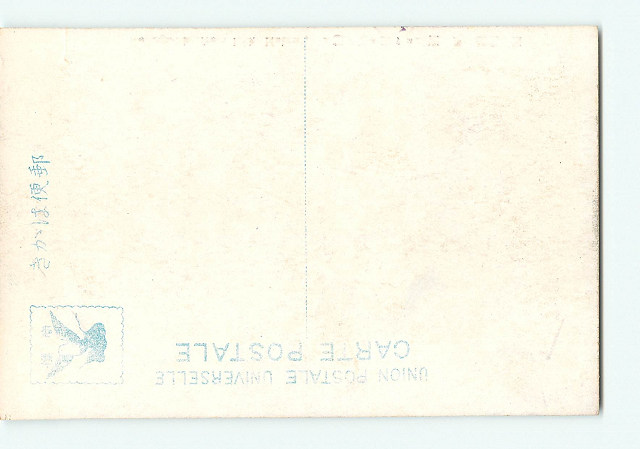 UNION POSTALE UNIVERSELLE
CARTE POSTALE
郵便はがき